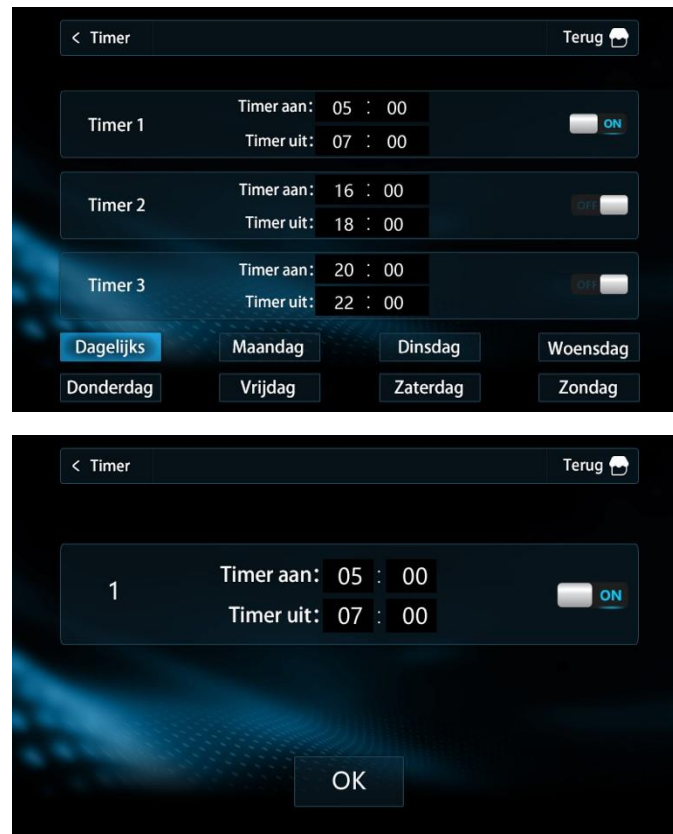 < Timer Terug
Timer 1
Timer aan: 05 : 00
Timer uit: 07 : 00
ON
Timer 2
Timer aan: 16 : 00
Timer uit: 18 : 00
OFF
Timer 3
Timer aan: 20 : 00
Timer uit: 22 : 00
OFF
Dagelijks Maandag Dinsdag Woensdag
Donderdag Vrijdag Zaterdag Zondag
< Timer Terug
1
Timer aan: 05 : 00
Timer uit: 07 : 00
ON
OK